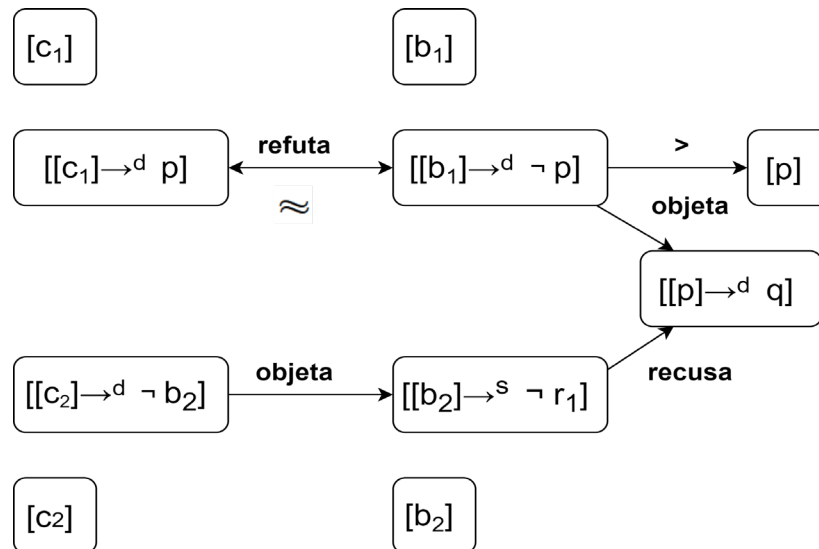 [c₁] [b₁]
refuta >
[[c₁]→ᵈ p] [[b₁]→ᵈ ¬ p] [p]
≈ objeta
[[p]→ᵈ q]
objeta recusa
[[c₂]→ᵈ ¬ b₂] [[b₂]→ˢ ¬ r₁]
[c₂] [b₂]